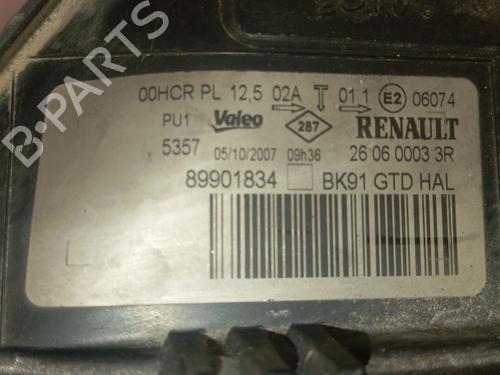 00HCR PL 12,5 02A T 01 1 E2 06074
PU1 Valeo 287 RENAULT
5357 05/10/2007 09h36 26 06 0003 3R
89901834 BK91 GTD HAL
B-PARTS